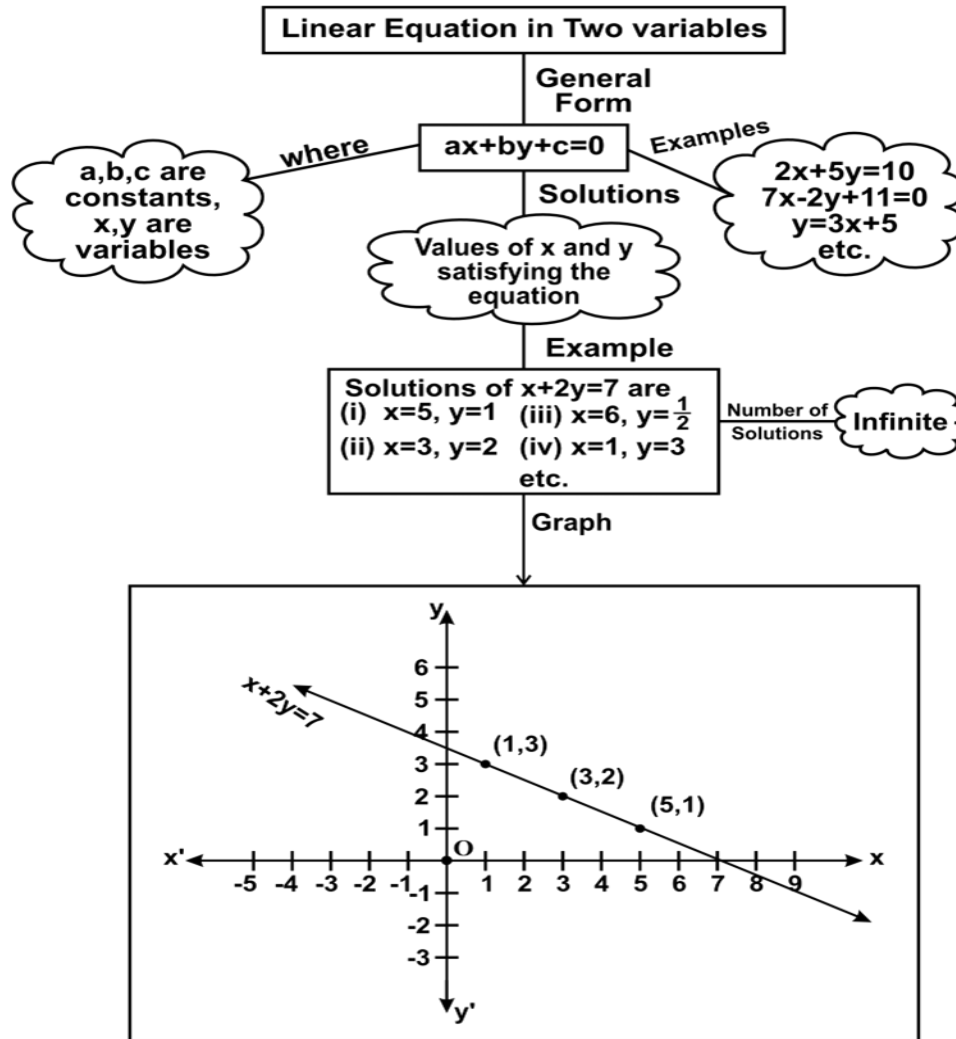 Linear Equation in Two variables
General
Form
where
ax+by+c=0
Examples
a,b,c are
constants,
x,y are
variables
2x+5y=10
7x-2y+11=0
y=3x+5
etc.
Solutions
Values of x and y
satisfying the
equation
Example
Solutions of x+2y=7 are
(i) x=5, y=1 (iii) x=6, y=1/2
(ii) x=3, y=2 (iv) x=1, y=3
etc.
Number of
Solutions
Infinite
Graph
y
6
5
4
3
2
1
x+2y=7
(1,3)
(3,2)
(5,1)
O
x'
x
-5 -4 -3 -2 -1 1 2 3 4 5 6 7 8 9
-1
-2
-3
y'